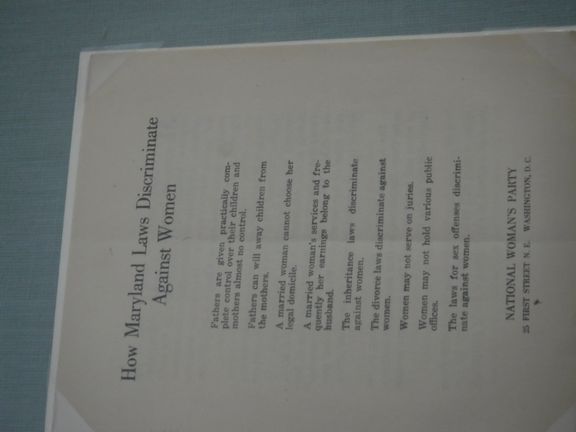 How Maryland Laws Discriminate
Against Women
Fathers are given practically com-
plete control over their children and
mothers almost no control.
Fathers can will away children from
the mothers.
A married woman cannot choose her
legal domicile.
A married woman's services and fre-
quently her earnings belong to the
husband.
The inheritance laws discriminate
against women.
The divorce laws discriminate against
women.
Women may not serve on juries.
Women may not hold various public
offices.
The laws for sex offenses discrimi-
nate against women.
NATIONAL WOMAN'S PARTY
25 FIRST STREET N. E. WASHINGTON, D. C.